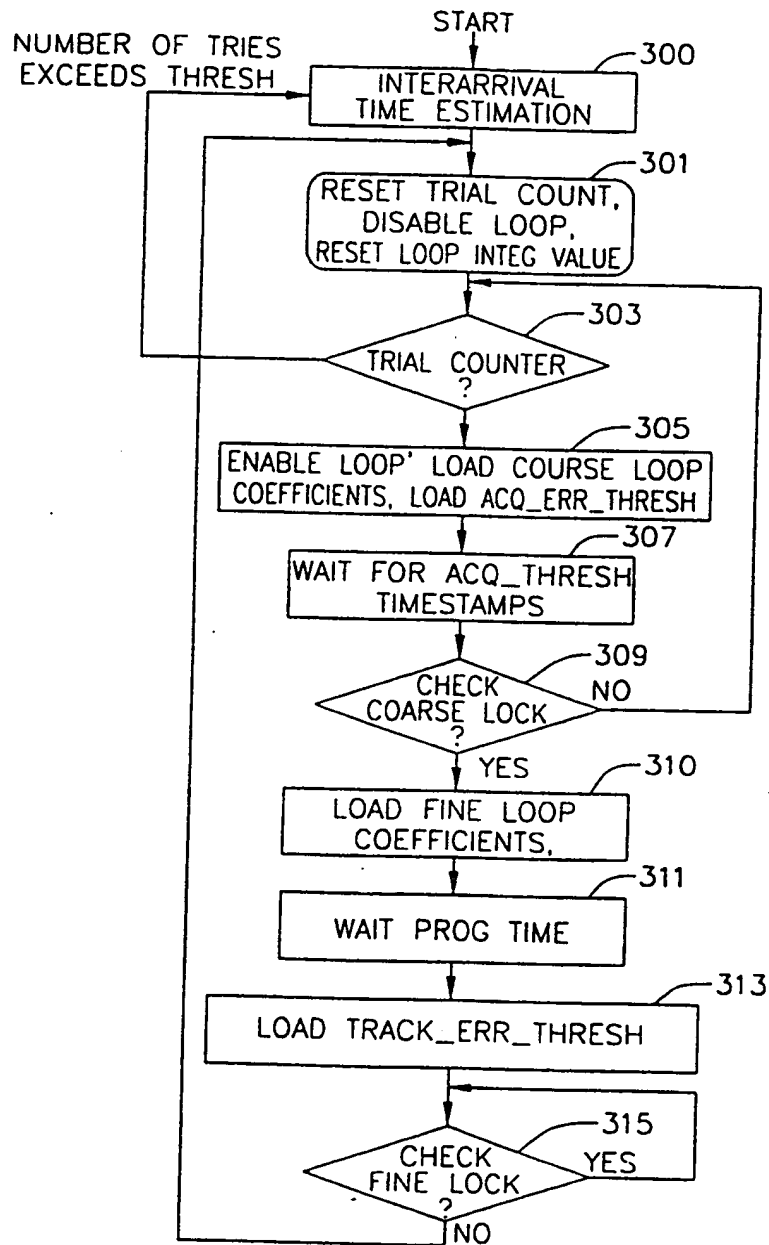 START
NUMBER OF TRIES
EXCEEDS THRESH
300
INTERARRIVAL
TIME ESTIMATION
301
RESET TRIAL COUNT,
DISABLE LOOP,
RESET LOOP INTEG VALUE
303
TRIAL COUNTER
?
305
ENABLE LOOP' LOAD COURSE LOOP
COEFFICIENTS, LOAD ACQ_ERR_THRESH
307
WAIT FOR ACQ_THRESH
TIMESTAMPS
309
CHECK
COARSE LOCK
?
NO
YES
310
LOAD FINE LOOP
COEFFICIENTS,
311
WAIT PROG TIME
313
LOAD TRACK_ERR_THRESH
315
CHECK
FINE LOCK
?
YES
NO